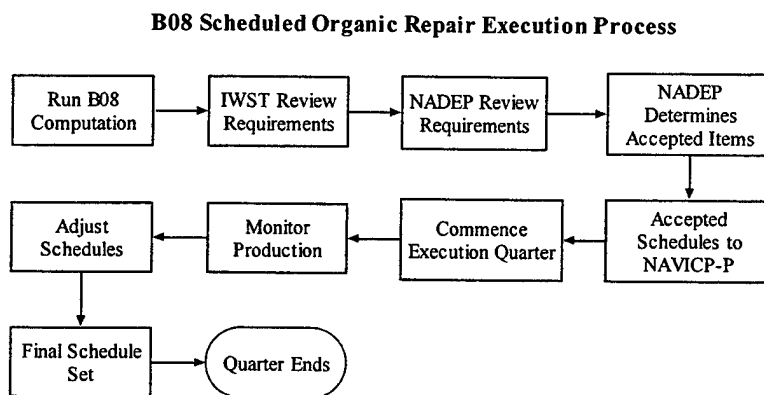 B08 Scheduled Organic Repair Execution Process
Run B08
Computation
IWST Review
Requirements
NADEP Review
Requirements
NADEP
Determines
Accepted Items
Accepted
Schedules to
NAVICP-P
Commence
Execution Quarter
Monitor
Production
Adjust
Schedules
Final Schedule
Set
Quarter Ends